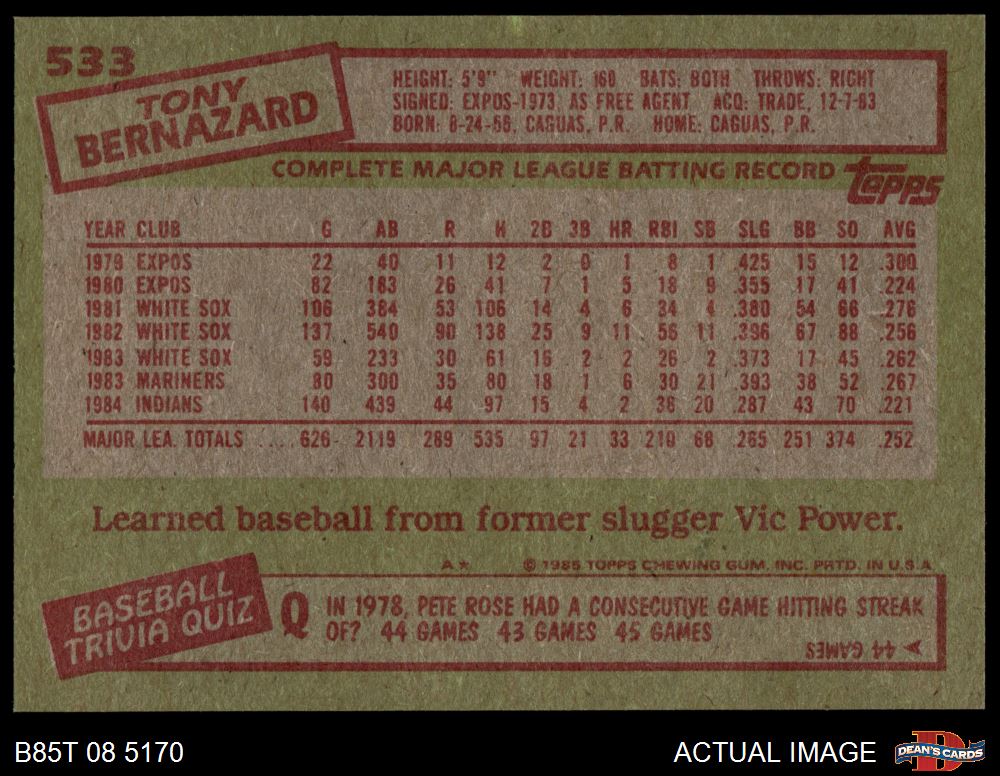 533
TONY
BERNAZARD
HEIGHT: 5'9" WEIGHT: 160 BATS: BOTH THROWS: RIGHT
SIGNED: EXPOS-1973, AS FREE AGENT ACQ: TRADE, 12-7-83
BORN: 8-24-56, CAGUAS, P.R. HOME: CAGUAS, P.R.
COMPLETE MAJOR LEAGUE BATTING RECORD
topps
YEAR CLUB G AB R H 2B 3B HR RBI SB SLG BB SO AVG
1979 EXPOS 22 40 11 12 2 0 1 8 1 .425 15 12 .300
1980 EXPOS 82 183 26 41 7 1 5 18 9 .355 17 41 .224
1981 WHITE SOX 106 384 53 106 14 4 6 34 4 .380 54 66 .276
1982 WHITE SOX 137 540 90 138 25 9 11 56 11 .396 67 88 .256
1983 WHITE SOX 59 233 30 61 16 2 2 26 2 .373 17 45 .262
1983 MARINERS 80 300 35 80 18 1 6 30 21 .393 38 52 .267
1984 INDIANS 140 439 44 97 15 4 2 38 20 .287 43 70 .221
MAJOR LEA. TOTALS .... 626 2119 289 535 97 21 33 210 68 .365 251 374 .252
Learned baseball from former slugger Vic Power.
A* © 1985 TOPPS CHEWING GUM, INC. PRTD. IN U.S.A.
BASEBALL
TRIVIA QUIZ
Q IN 1978, PETE ROSE HAD A CONSECUTIVE GAME HITTING STREAK
OF? 44 GAMES 43 GAMES 45 GAMES
44 GAMES
B85T 08 5170
ACTUAL IMAGE
DEAN'S CARDS